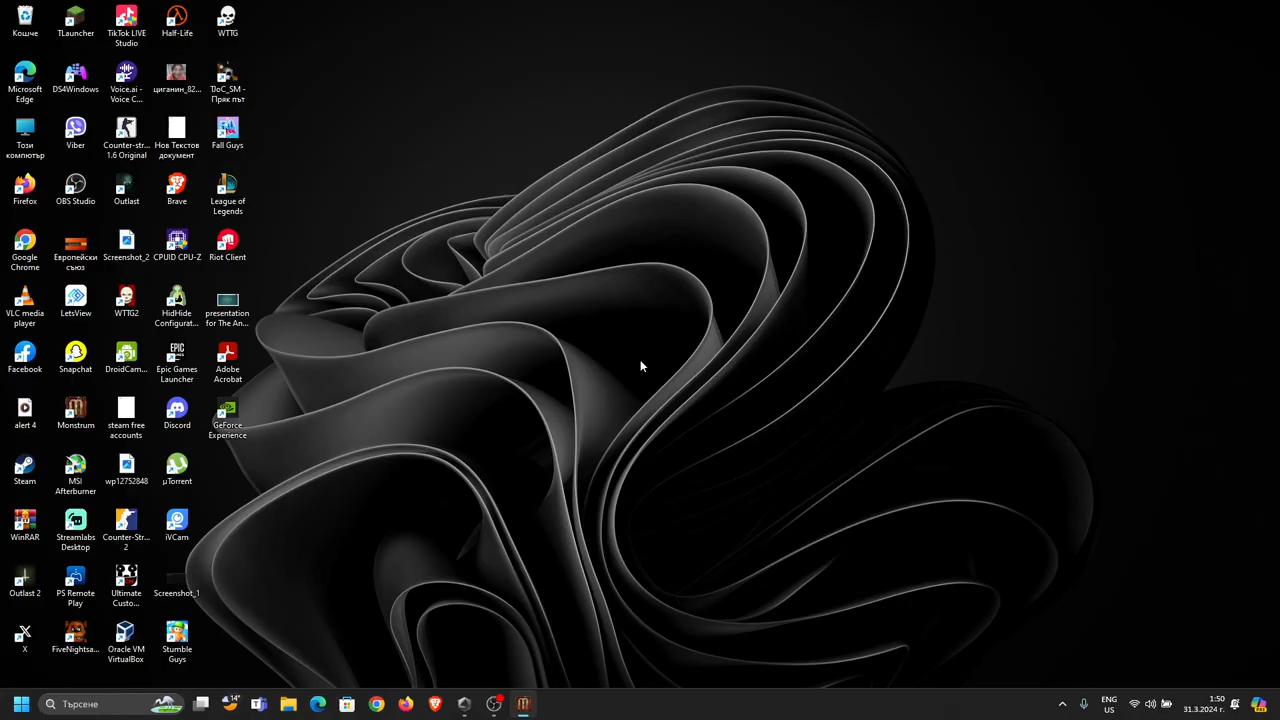 Кошче
TLauncher
TikTok LIVE
Studio
Half-Life
WTTG
Microsoft
Edge
DS4Windows
Voice.ai -
Voice C...
циганин_82...
TJoC_SM -
Пряк път
Този
компютър
Viber
Counter-str...
1.6 Original
Нов Текстов
документ
Fall Guys
Firefox
OBS Studio
Outlast
Brave
League of
Legends
Google
Chrome
Европейски
съюз
Screenshot_2
CPUID CPU-Z
Riot Client
VLC media
player
LetsView
WTTG2
HidHide
Configurat...
presentation
for The An...
Facebook
Snapchat
DroidCam...
Epic Games
Launcher
Adobe
Acrobat
alert 4
Monstrum
steam free
accounts
Discord
GeForce
Experience
Steam
MSI
Afterburner
wp12752848
µTorrent
WinRAR
Streamlabs
Desktop
Counter-Str...
2
iVCam
Outlast 2
PS Remote
Play
Ultimate
Custo...
Screenshot_1
X
FiveNightsa...
Oracle VM
VirtualBox
Stumble
Guys
Търсене
14°
ENG
US
1:50
31.3.2024 г.